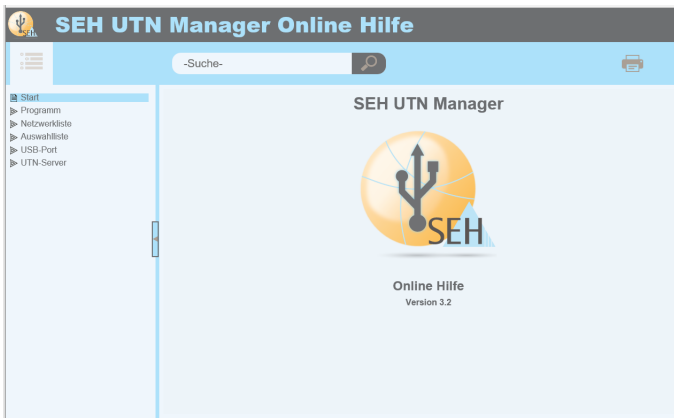 SEH
SEH UTN Manager Online Hilfe
-Suche-
Start
Programm
Netzwerkliste
Auswahlliste
USB-Port
UTN-Server
SEH UTN Manager
SEH
Online Hilfe
Version 3.2